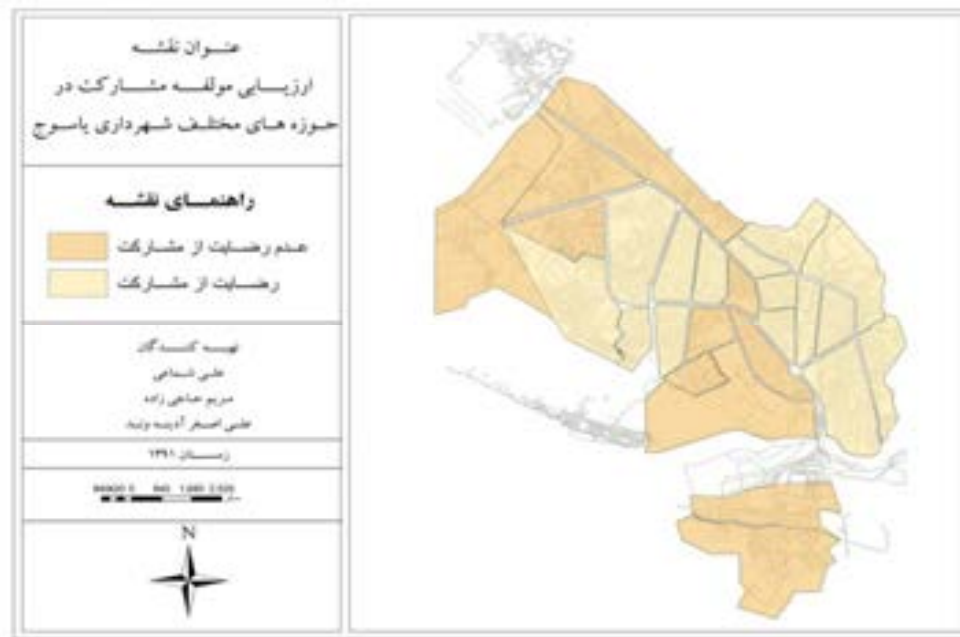 عنوان نقشه
ارزیابی مولفه مشارکت در
حوزه های مختلف شهرداری یاسوج
راهنمای نقشه
عدم رضایت از مشارکت
رضایت از مشارکت
تهیه کنندگان
علی شماعی
مریم حاجی زاده
علی اصغر آدینه وند
زمستان ۱۳۹۱
N